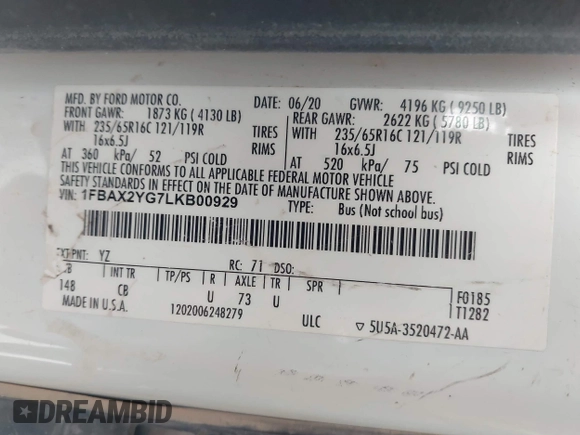 MFD. BY FORD MOTOR CO. DATE: 06/20 GVWR: 4196 KG ( 9250 LB)
FRONT GAWR: 1873 KG ( 4130 LB) REAR GAWR: 2622 KG ( 5780 LB)
WITH 235/65R16C 121/119R TIRES WITH 235/65R16C 121/119R TIRES
16x6.5J RIMS 16x6.5J RIMS
AT 360 kPa/ 52 PSI COLD AT 520 kPa/ 75 PSI COLD
THIS VEHICLE CONFORMS TO ALL APPLICABLE FEDERAL MOTOR VEHICLE
SAFETY STANDARDS IN EFFECT ON THE DATE OF MANUFACTURE SHOWN ABOVE.
VIN: 1FBAX2YG7LKB00929 TYPE: Bus (Not school bus)
EXT PNT: YZ RC: 71 DSO:
INT TR TP/PS R AXLE TR SPR F0185
148 CB U 73 U T1282
MADE IN U.S.A. 1202006248279 ULC ▽ 5U5A-3520472-AA
DREAMBID